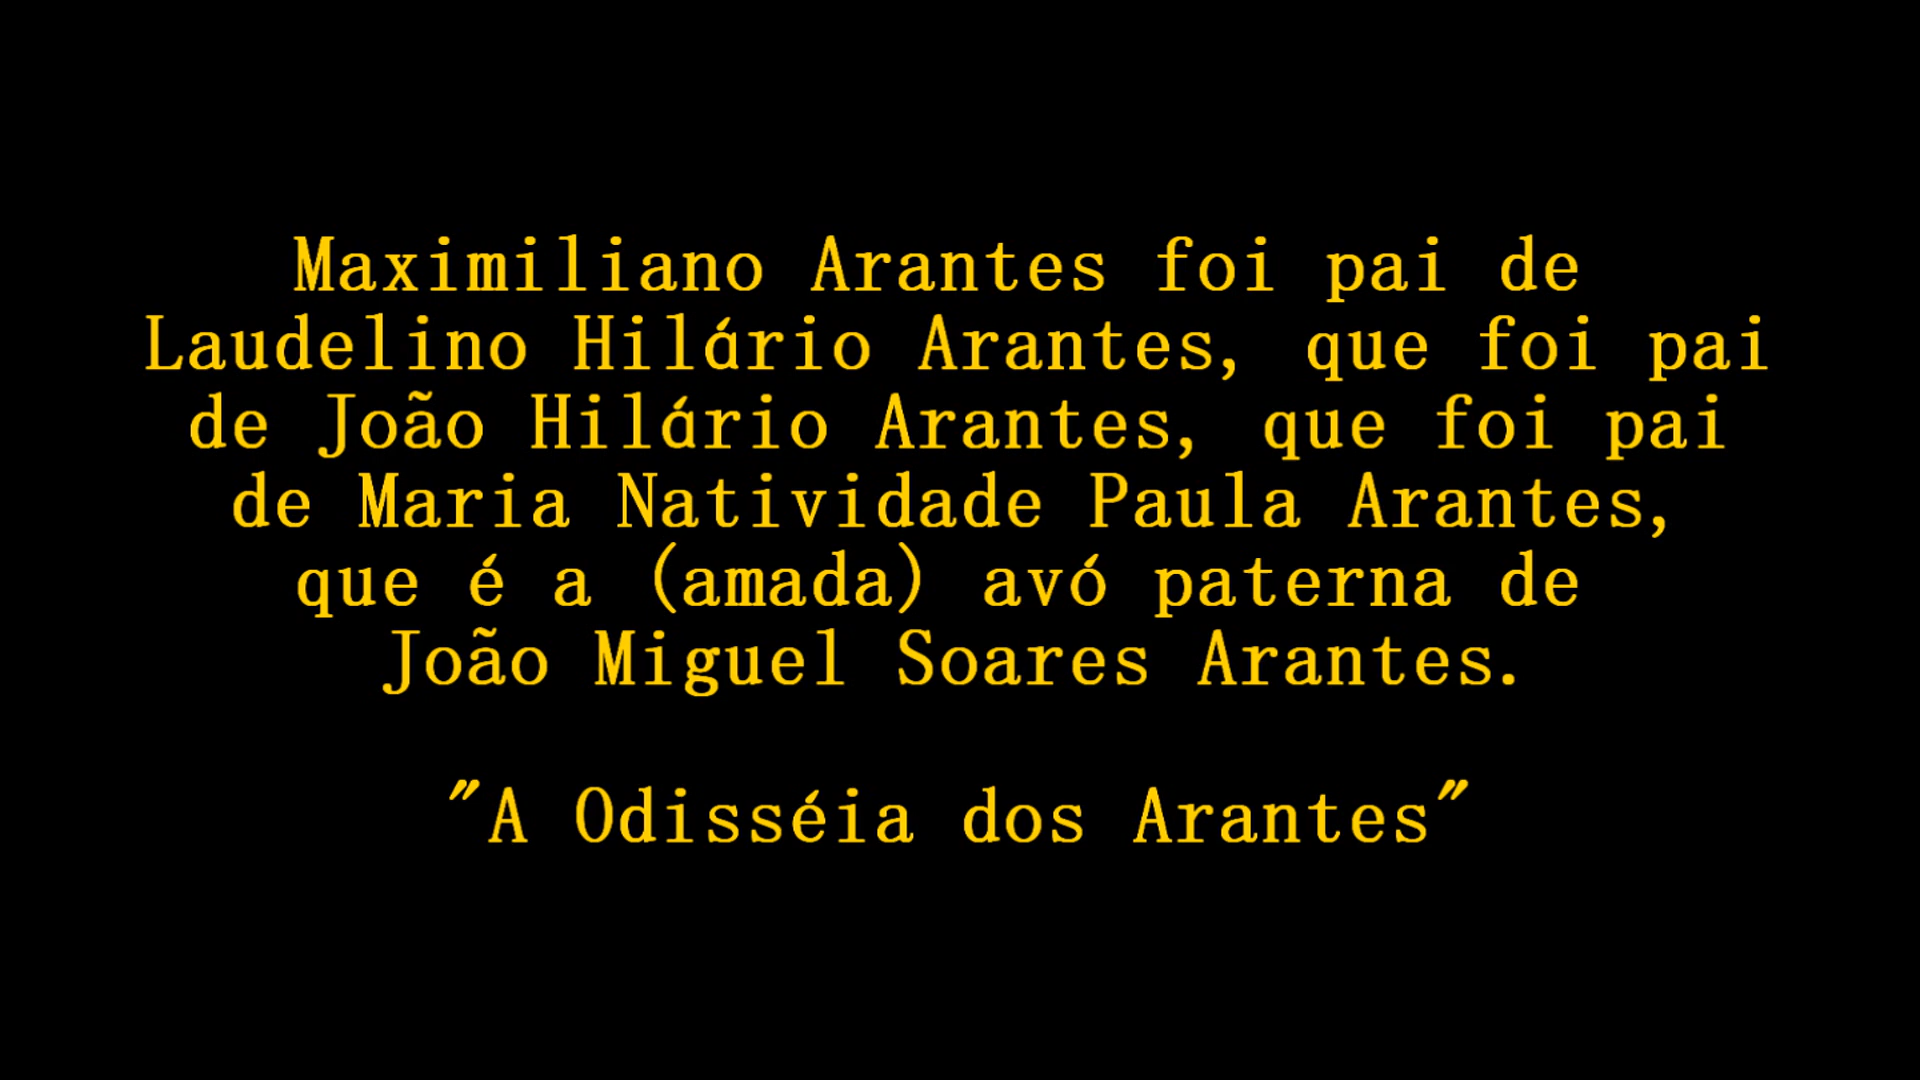 Maximiliano Arantes foi pai de
Laudelino Hilário Arantes, que foi pai
de João Hilário Arantes, que foi pai
de Maria Natividade Paula Arantes,
que é a (amada) avó paterna de
João Miguel Soares Arantes.
"A Odisséia dos Arantes"